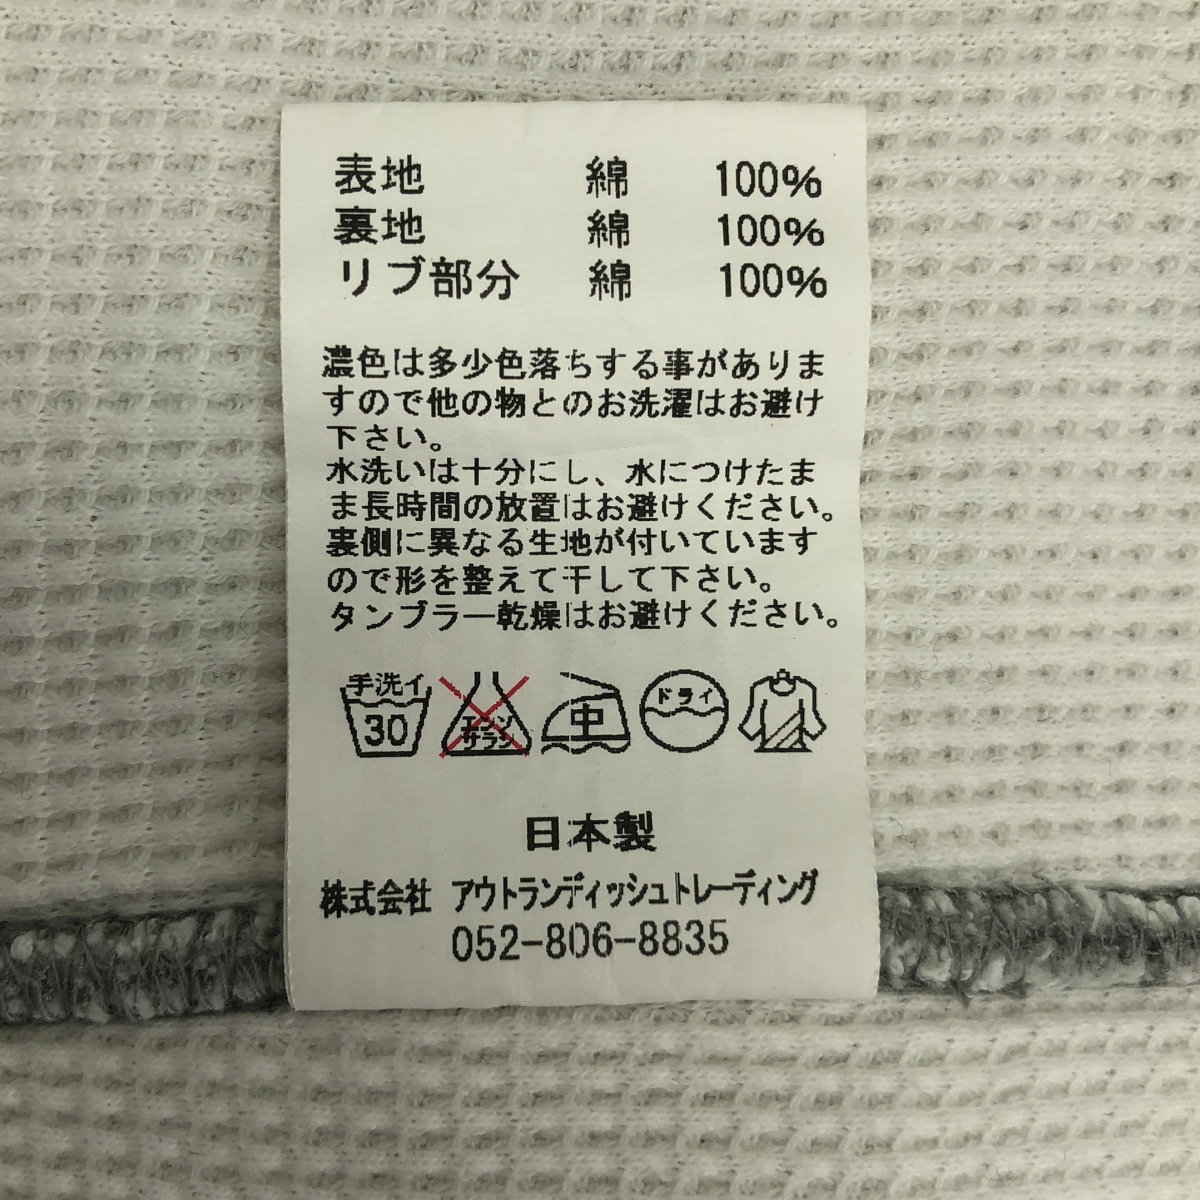 表地 綿 100%
裏地 綿 100%
リブ部分 綿 100%
濃色は多少色落ちする事がありま
すので他の物とのお洗濯はお避け
下さい。
水洗いは十分にし、水につけたま
ま長時間の放置はお避けください。
裏側に異なる生地が付いています
ので形を整えて干して下さい。
タンブラー乾燥はお避けください。
手洗イ
30
エンソ
サラシ
中
ドライ
日本製
株式会社 アウトランディッシュトレーディング
052-806-8835